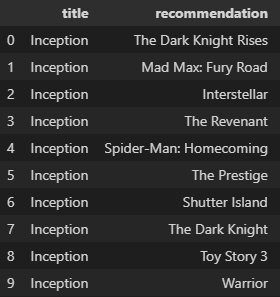 title recommendation
0 Inception The Dark Knight Rises
1 Inception Mad Max: Fury Road
2 Inception Interstellar
3 Inception The Revenant
4 Inception Spider-Man: Homecoming
5 Inception The Prestige
6 Inception Shutter Island
7 Inception The Dark Knight
8 Inception Toy Story 3
9 Inception Warrior